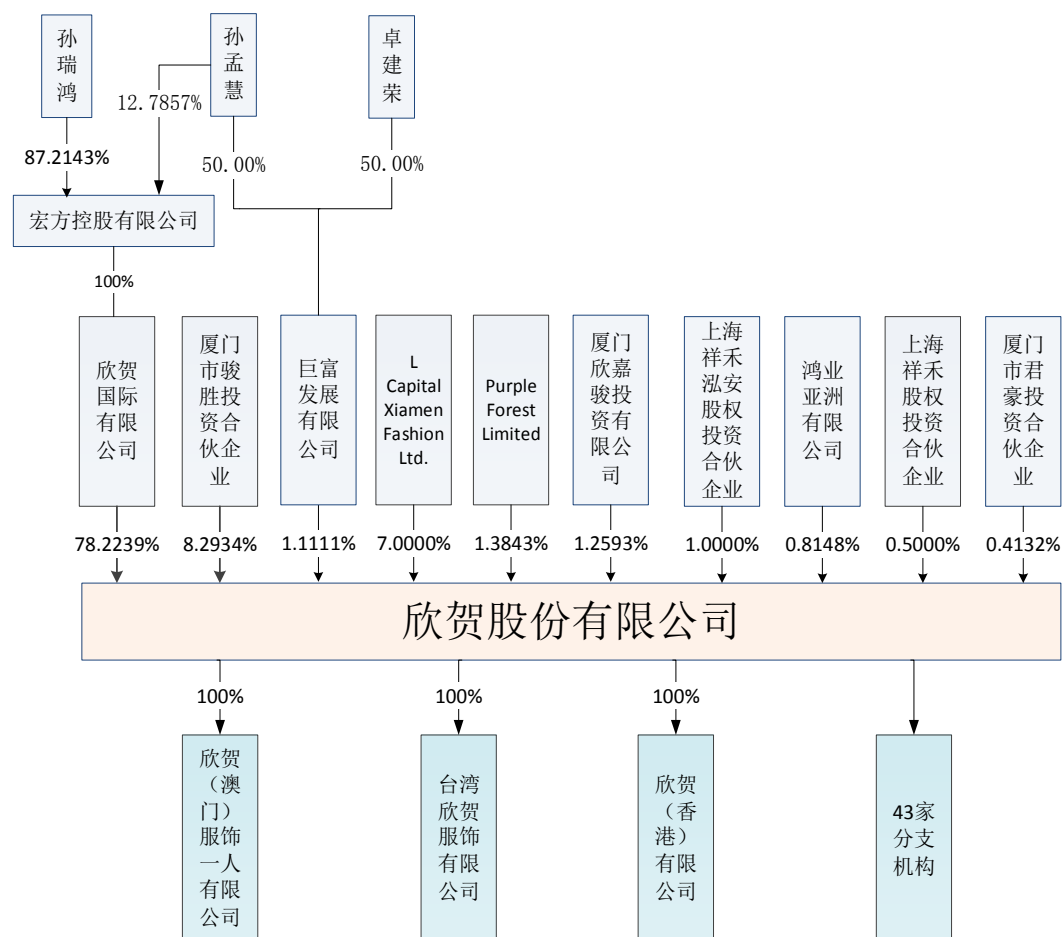 孙
瑞
鸿
孙
孟
慧
卓
建
荣
12.7857%
87.2143%
50.00%
50.00%
宏方控股有限公司
100%
欣贺
国际
有限
公司
厦门
市骏
胜投
资合
伙企
业
巨富
发展
有限
公司
L
Capital
Xiamen
Fashion
Ltd.
Purple
Forest
Limited
厦门
欣嘉
骏投
资有
限公
司
上海
祥禾
泓安
股权
投资
合伙
企业
鸿业
亚洲
有限
公司
上海
祥禾
股权
投资
合伙
企业
厦门
市君
豪投
资合
伙企
业
78.2239%
8.2934%
1.1111%
7.0000%
1.3843%
1.2593%
1.0000%
0.8148%
0.5000%
0.4132%
欣贺股份有限公司
100%
100%
100%
欣贺
（澳
门）
服饰
一人
有限
公司
台湾
欣贺
服饰
有限
公司
欣贺
（香
港）
有限
公司
43家
分支
机构